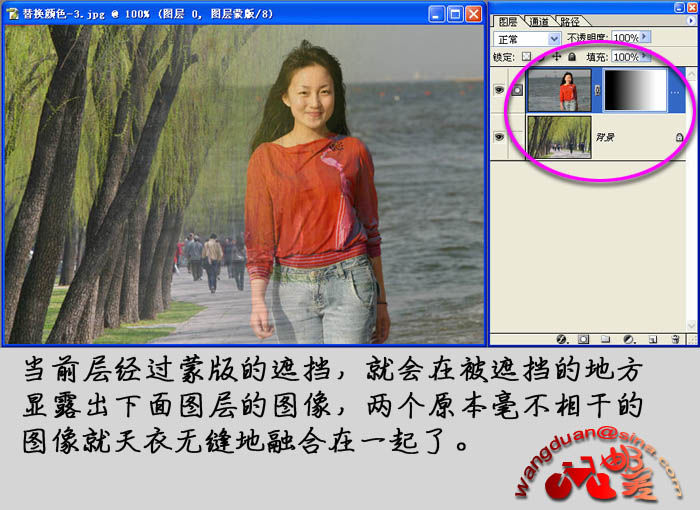 替换颜色-3.jpg @ 100% (图层 0, 图层蒙版/8)
图层 通道 路径
正常 不透明度: 100%
锁定: 填充: 100%
背景
当前层经过蒙版的遮挡，就会在被遮挡的地方
显露出下面图层的图像，两个原本毫不相干的
图像就天衣无缝地融合在一起了。
wangduan@sina.com